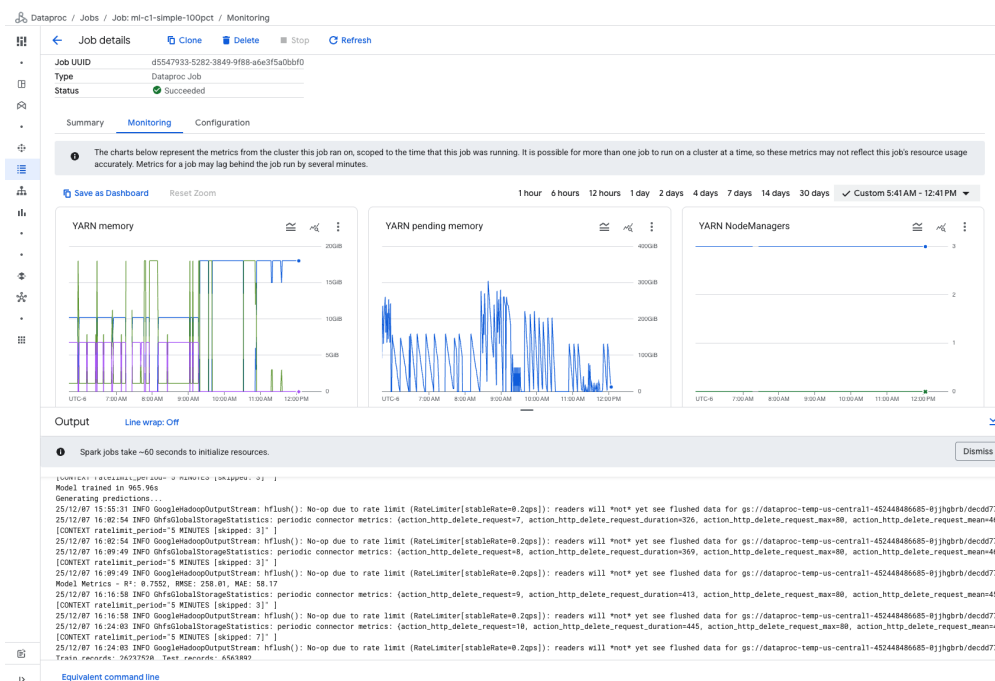 Dataproc / Jobs / Job: ml-c1-simple-100pct / Monitoring
Job details Clone Delete Stop Refresh
Job UUID d5547933-5282-3849-9f88-a6e3f5a0bbf0
Type Dataproc Job
Status Succeeded
Summary Monitoring Configuration
The charts below represent the metrics from the cluster this job ran on, scoped to the time that this job was running. It is possible for more than one job to run on a cluster at a time, so these metrics may not reflect this job's resource usage
accurately. Metrics for a job may lag behind the job run by several minutes.
Save as Dashboard Reset Zoom 1 hour 6 hours 12 hours 1 day 2 days 4 days 7 days 14 days 30 days Custom 5:41 AM - 12:41 PM
YARN memory
20GiB
15GiB
10GiB
5GiB
0
UTC-6 7:00 AM 8:00 AM 9:00 AM 10:00 AM 11:00 AM 12:00 PM
YARN pending memory
400GiB
300GiB
200GiB
100GiB
0
UTC-6 7:00 AM 8:00 AM 9:00 AM 10:00 AM 11:00 AM 12:00 PM
YARN NodeManagers
3
2
1
0
UTC-6 7:00 AM 8:00 AM 9:00 AM 10:00 AM 11:00 AM 12:00 PM
Output Line wrap: Off
Spark jobs take ~60 seconds to initialize resources. Dismiss
[CONTEXT ratelimit_period="5 MINUTES [skipped: 3]" ]
Model trained in 965.96s
Generating predictions...
25/12/07 15:55:31 INFO GoogleHadoopOutputStream: hflush(): No-op due to rate limit (RateLimiter[stableRate=0.2qps]): readers will *not* yet see flushed data for gs://dataproc-temp-us-central1-452448486685-0jjhgbrb/decdd7
25/12/07 16:02:54 INFO GhfsGlobalStorageStatistics: periodic connector metrics: {action_http_delete_request=7, action_http_delete_request_duration=326, action_http_delete_request_max=80, action_http_delete_request_mean=4
[CONTEXT ratelimit_period="5 MINUTES [skipped: 3]" ]
25/12/07 16:02:54 INFO GoogleHadoopOutputStream: hflush(): No-op due to rate limit (RateLimiter[stableRate=0.2qps]): readers will *not* yet see flushed data for gs://dataproc-temp-us-central1-452448486685-0jjhgbrb/decdd7
25/12/07 16:09:49 INFO GhfsGlobalStorageStatistics: periodic connector metrics: {action_http_delete_request=8, action_http_delete_request_duration=369, action_http_delete_request_max=80, action_http_delete_request_mean=4
[CONTEXT ratelimit_period="5 MINUTES [skipped: 3]" ]
25/12/07 16:09:49 INFO GoogleHadoopOutputStream: hflush(): No-op due to rate limit (RateLimiter[stableRate=0.2qps]): readers will *not* yet see flushed data for gs://dataproc-temp-us-central1-452448486685-0jjhgbrb/decdd7
Model Metrics - R²: 0.7552, RMSE: 258.01, MAE: 58.17
25/12/07 16:16:58 INFO GhfsGlobalStorageStatistics: periodic connector metrics: {action_http_delete_request=9, action_http_delete_request_duration=413, action_http_delete_request_max=80, action_http_delete_request_mean=45
[CONTEXT ratelimit_period="5 MINUTES [skipped: 3]" ]
25/12/07 16:16:58 INFO GoogleHadoopOutputStream: hflush(): No-op due to rate limit (RateLimiter[stableRate=0.2qps]): readers will *not* yet see flushed data for gs://dataproc-temp-us-central1-452448486685-0jjhgbrb/decdd7
25/12/07 16:24:03 INFO GhfsGlobalStorageStatistics: periodic connector metrics: {action_http_delete_request=10, action_http_delete_request_duration=445, action_http_delete_request_max=80, action_http_delete_request_mean=
[CONTEXT ratelimit_period="5 MINUTES [skipped: 7]" ]
25/12/07 16:24:03 INFO GoogleHadoopOutputStream: hflush(): No-op due to rate limit (RateLimiter[stableRate=0.2qps]): readers will *not* yet see flushed data for gs://dataproc-temp-us-central1-452448486685-0jjhgbrb/decdd7
Train records: 26237520, Test records: 6563892
Equivalent command line